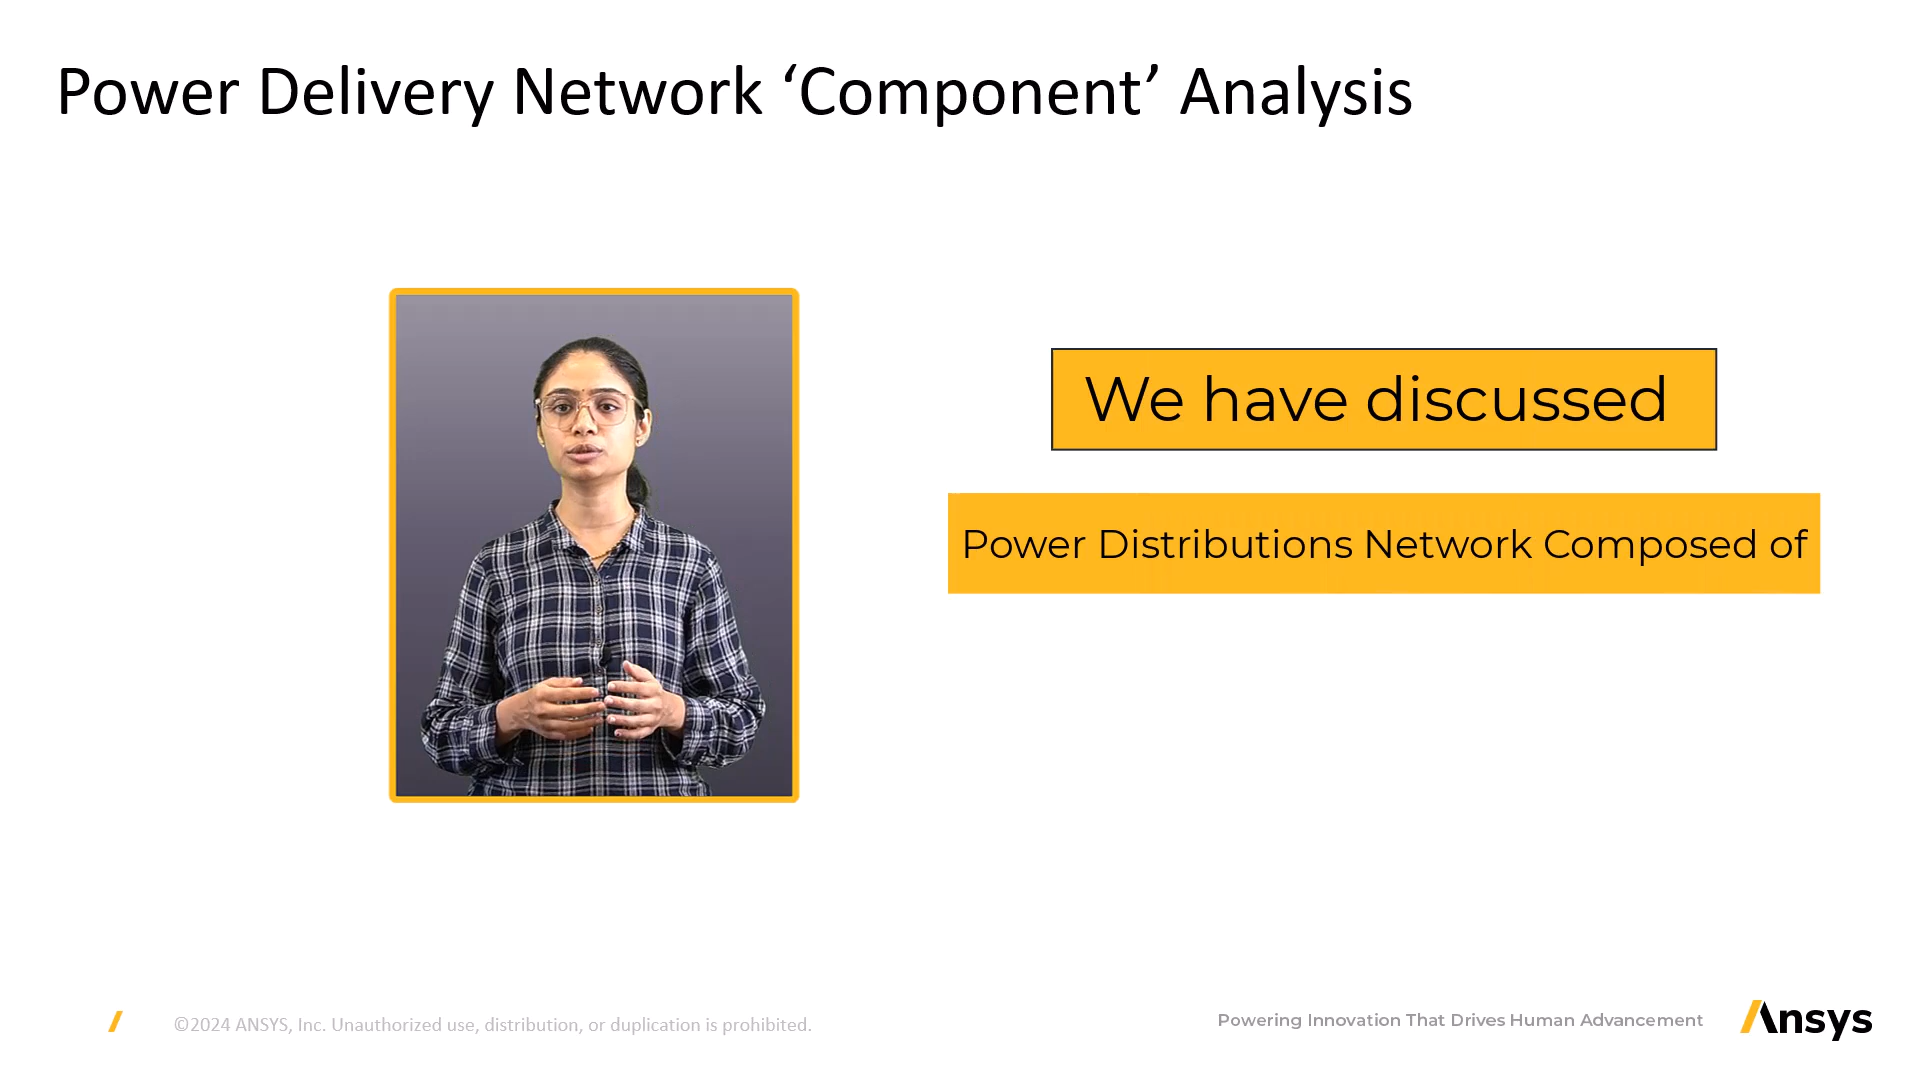 Power Delivery Network ‘Component’ Analysis
We have discussed
Power Distributions Network Composed of
©2024 ANSYS, Inc. Unauthorized use, distribution, or duplication is prohibited.
Powering Innovation That Drives Human Advancement
Ansys